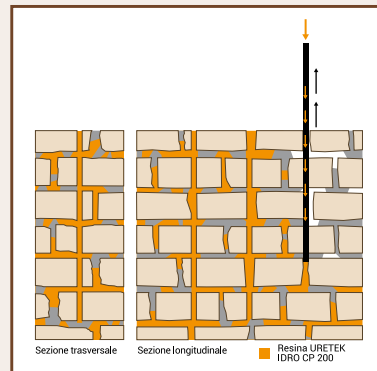 Sezione trasversale
Sezione longitudinale
Resina URETEK
IDRO CP 200